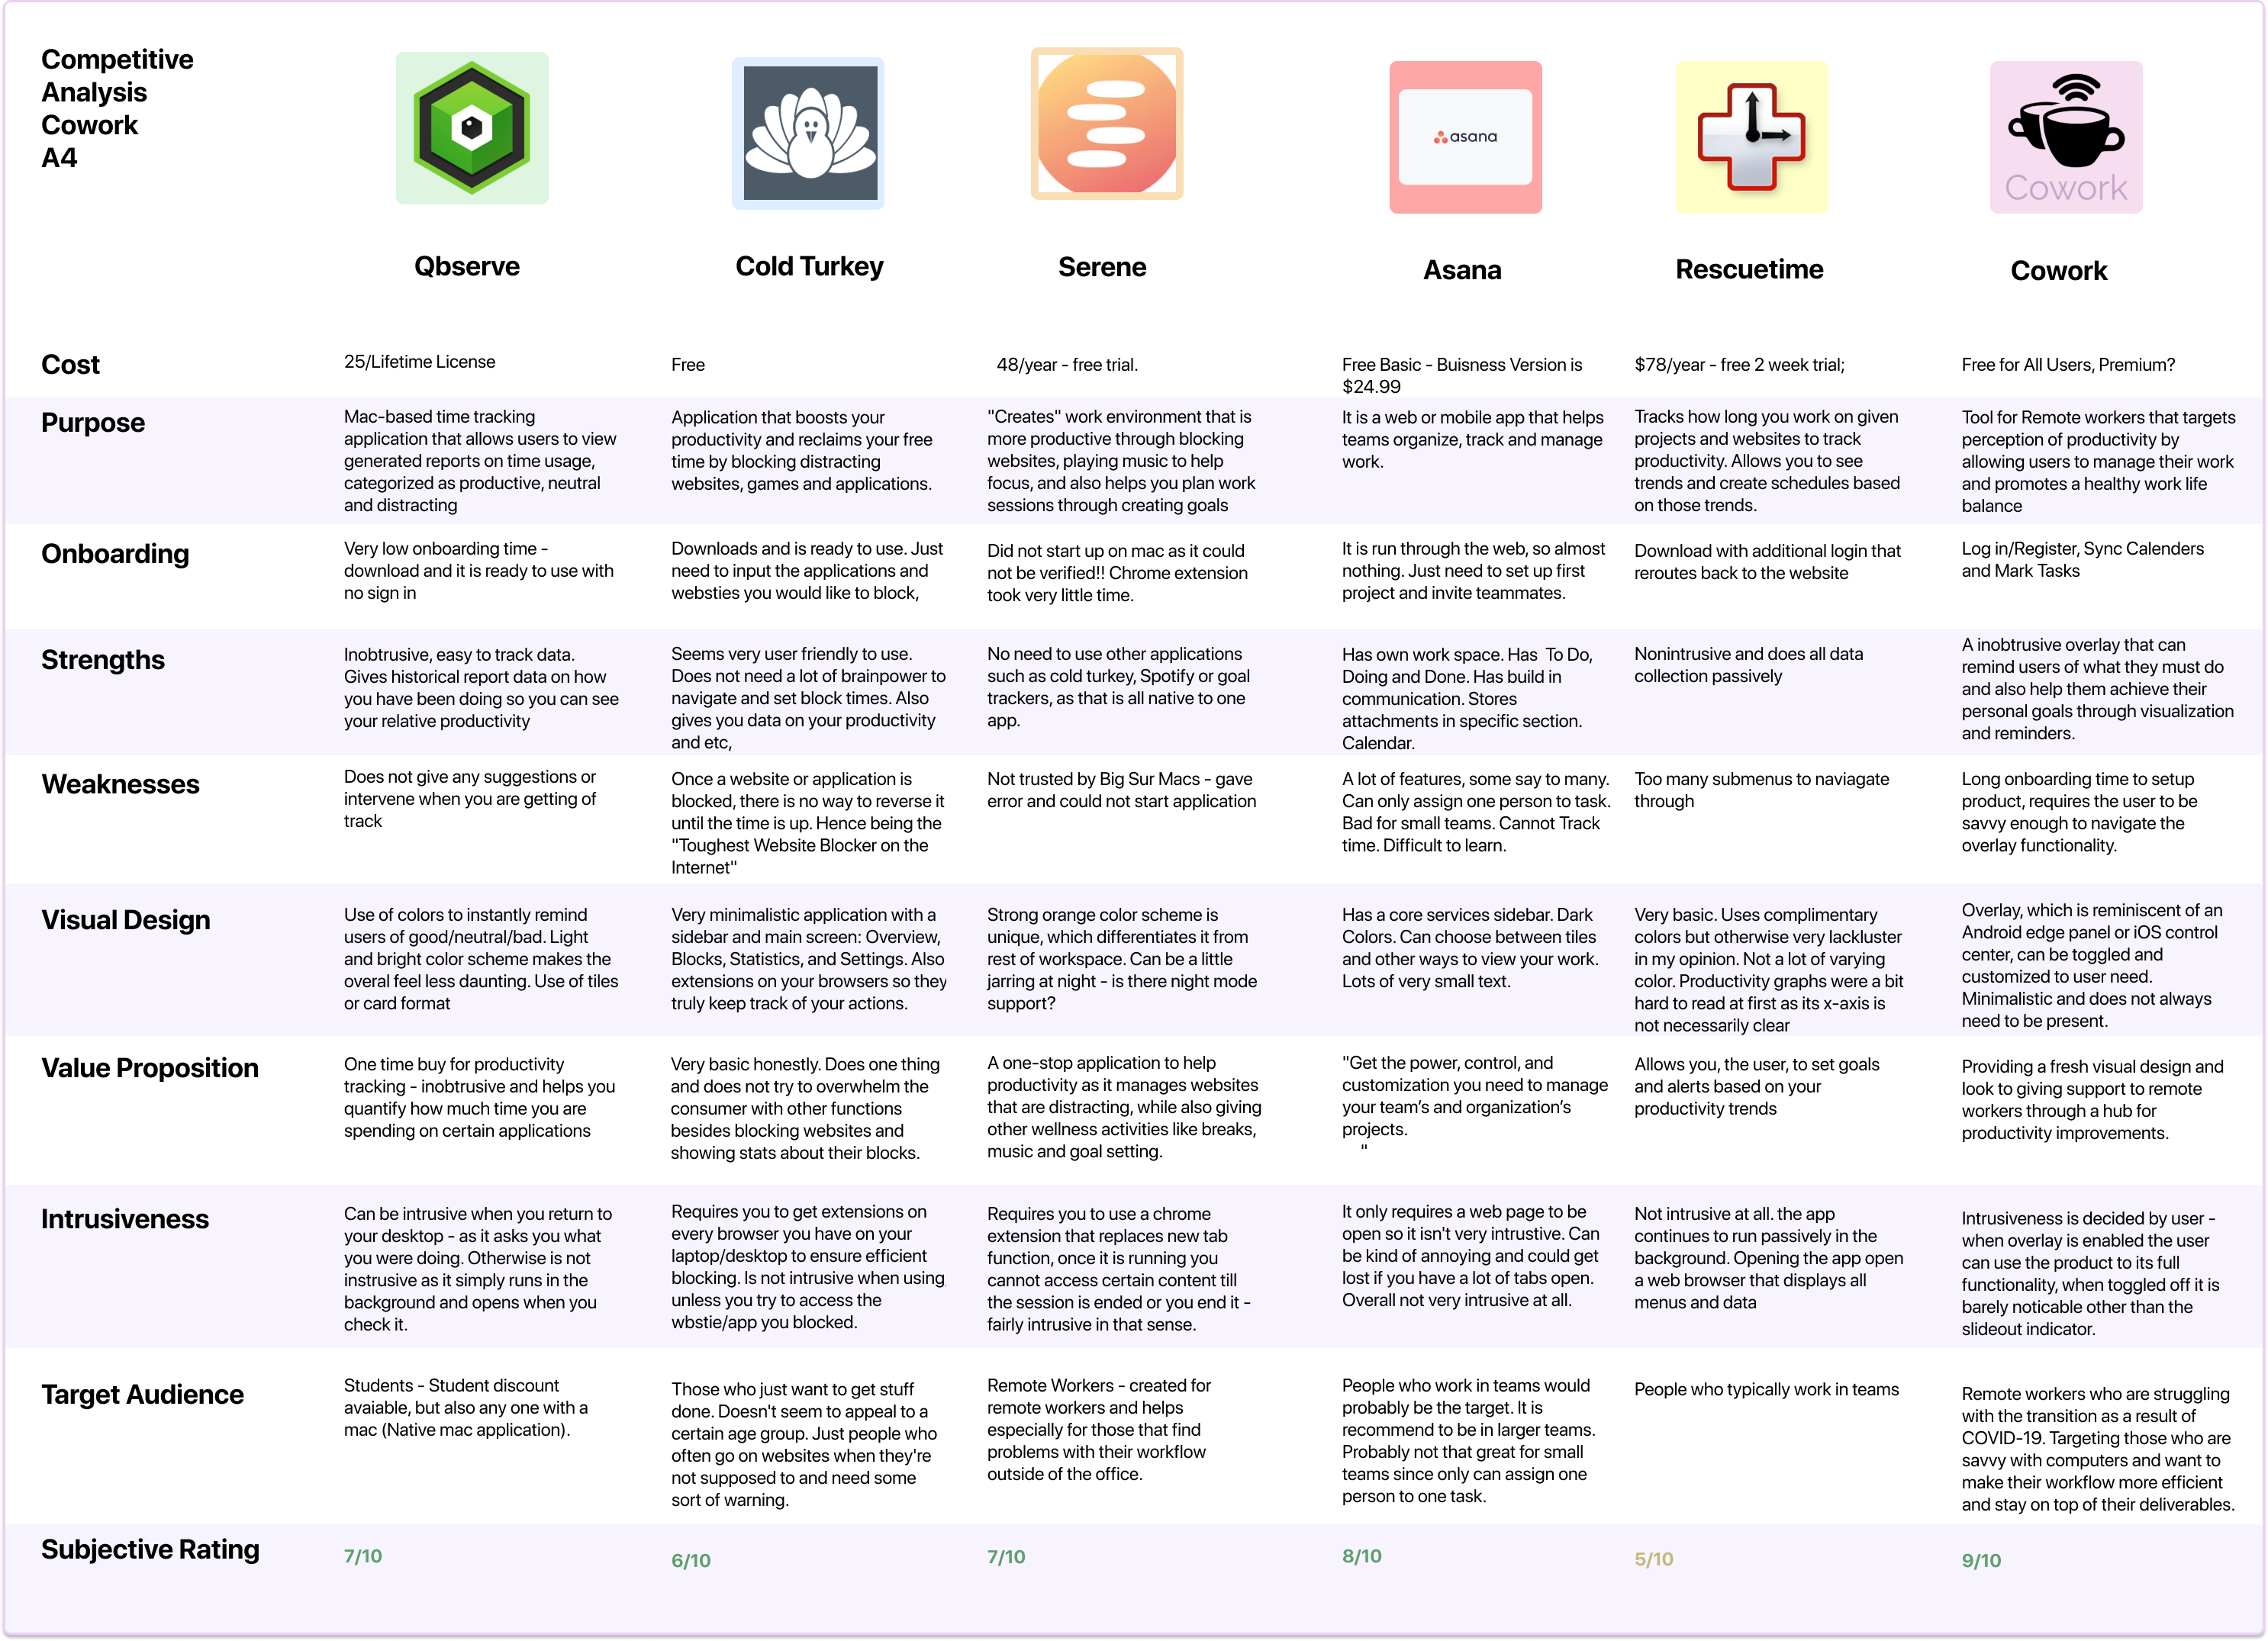 Competitive
Analysis
Cowork
A4
asana
Cowork
Qbserve
Cold Turkey
Serene
Asana
Rescuetime
Cowork
Cost
25/Lifetime License
Free
48/year - free trial.
Free Basic - Buisness Version is
$24.99
$78/year - free 2 week trial;
Free for All Users, Premium?
Purpose
Mac-based time tracking
application that allows users to view
generated reports on time usage,
categorized as productive, neutral
and distracting
Application that boosts your
productivity and reclaims your free
time by blocking distracting
websites, games and applications.
"Creates" work environment that is
more productive through blocking
websites, playing music to help
focus, and also helps you plan work
sessions through creating goals
It is a web or mobile app that helps
teams organize, track and manage
work.
Tracks how long you work on given
projects and websites to track
productivity. Allows you to see
trends and create schedules based
on those trends.
Tool for Remote workers that targets
perception of productivity by
allowing users to manage their work
and promotes a healthy work life
balance
Onboarding
Very low onboarding time -
download and it is ready to use with
no sign in
Downloads and is ready to use. Just
need to input the applications and
websties you would like to block,
Did not start up on mac as it could
not be verified!! Chrome extension
took very little time.
It is run through the web, so almost
nothing. Just need to set up first
project and invite teammates.
Download with additional login that
reroutes back to the website
Log in/Register, Sync Calenders
and Mark Tasks
Strengths
Inobtrusive, easy to track data.
Gives historical report data on how
you have been doing so you can see
your relative productivity
Seems very user friendly to use.
Does not need a lot of brainpower to
navigate and set block times. Also
gives you data on your productivity
and etc,
No need to use other applications
such as cold turkey, Spotify or goal
trackers, as that is all native to one
app.
Has own work space. Has  To Do,
Doing and Done. Has build in
communication. Stores
attachments in specific section.
Calendar.
Nonintrusive and does all data
collection passively
A inobtrusive overlay that can
remind users of what they must do
and also help them achieve their
personal goals through visualization
and reminders.
Weaknesses
Does not give any suggestions or
intervene when you are getting of
track
Once a website or application is
blocked, there is no way to reverse it
until the time is up. Hence being the
"Toughest Website Blocker on the
Internet"
Not trusted by Big Sur Macs - gave
error and could not start application
A lot of features, some say to many.
Can only assign one person to task.
Bad for small teams. Cannot Track
time. Difficult to learn.
Too many submenus to naviagate
through
Long onboarding time to setup
product, requires the user to be
savvy enough to navigate the
overlay functionality.
Visual Design
Use of colors to instantly remind
users of good/neutral/bad. Light
and bright color scheme makes the
overal feel less daunting. Use of tiles
or card format
Very minimalistic application with a
sidebar and main screen: Overview,
Blocks, Statistics, and Settings. Also
extensions on your browsers so they
truly keep track of your actions.
Strong orange color scheme is
unique, which differentiates it from
rest of workspace. Can be a little
jarring at night - is there night mode
support?
Has a core services sidebar. Dark
Colors. Can choose between tiles
and other ways to view your work.
Lots of very small text.
Very basic. Uses complimentary
colors but otherwise very lackluster
in my opinion. Not a lot of varying
color. Productivity graphs were a bit
hard to read at first as its x-axis is
not necessarily clear
Overlay, which is reminiscent of an
Android edge panel or iOS control
center, can be toggled and
customized to user need.
Minimalistic and does not always
need to be present.
Value Proposition
One time buy for productivity
tracking - inobtrusive and helps you
quantify how much time you are
spending on certain applications
Very basic honestly. Does one thing
and does not try to overwhelm the
consumer with other functions
besides blocking websites and
showing stats about their blocks.
A one-stop application to help
productivity as it manages websites
that are distracting, while also giving
other wellness activities like breaks,
music and goal setting.
"Get the power, control, and
customization you need to manage
your team's and organization's
projects.
"
Allows you, the user, to set goals
and alerts based on your
productivity trends
Providing a fresh visual design and
look to giving support to remote
workers through a hub for
productivity improvements.
Intrusiveness
Can be intrusive when you return to
your desktop - as it asks you what
you were doing. Otherwise is not
instrusive as it simply runs in the
background and opens when you
check it.
Requires you to get extensions on
every browser you have on your
laptop/desktop to ensure efficient
blocking. Is not intrusive when using
unless you try to access the
wbstie/app you blocked.
Requires you to use a chrome
extension that replaces new tab
function, once it is running you
cannot access certain content till
the session is ended or you end it -
fairly intrusive in that sense.
It only requires a web page to be
open so it isn't very intrustive. Can
be kind of annoying and could get
lost if you have a lot of tabs open.
Overall not very intrusive at all.
Not intrusive at all. the app
continues to run passively in the
background. Opening the app open
a web browser that displays all
menus and data
Intrusiveness is decided by user -
when overlay is enabled the user
can use the product to its full
functionality, when toggled off it is
barely noticable other than the
slideout indicator.
Target Audience
Students - Student discount
avaiable, but also any one with a
mac (Native mac application).
Those who just want to get stuff
done. Doesn't seem to appeal to a
certain age group. Just people who
often go on websites when they're
not supposed to and need some
sort of warning.
Remote Workers - created for
remote workers and helps
especially for those that find
problems with their workflow
outside of the office.
People who work in teams would
probably be the target. It is
recommend to be in larger teams.
Probably not that great for small
teams since only can assign one
person to one task.
People who typically work in teams
Remote workers who are struggling
with the transition as a result of
COVID-19. Targeting those who are
savvy with computers and want to
make their workflow more efficient
and stay on top of their deliverables.
Subjective Rating
7/10
6/10
7/10
8/10
5/10
9/10